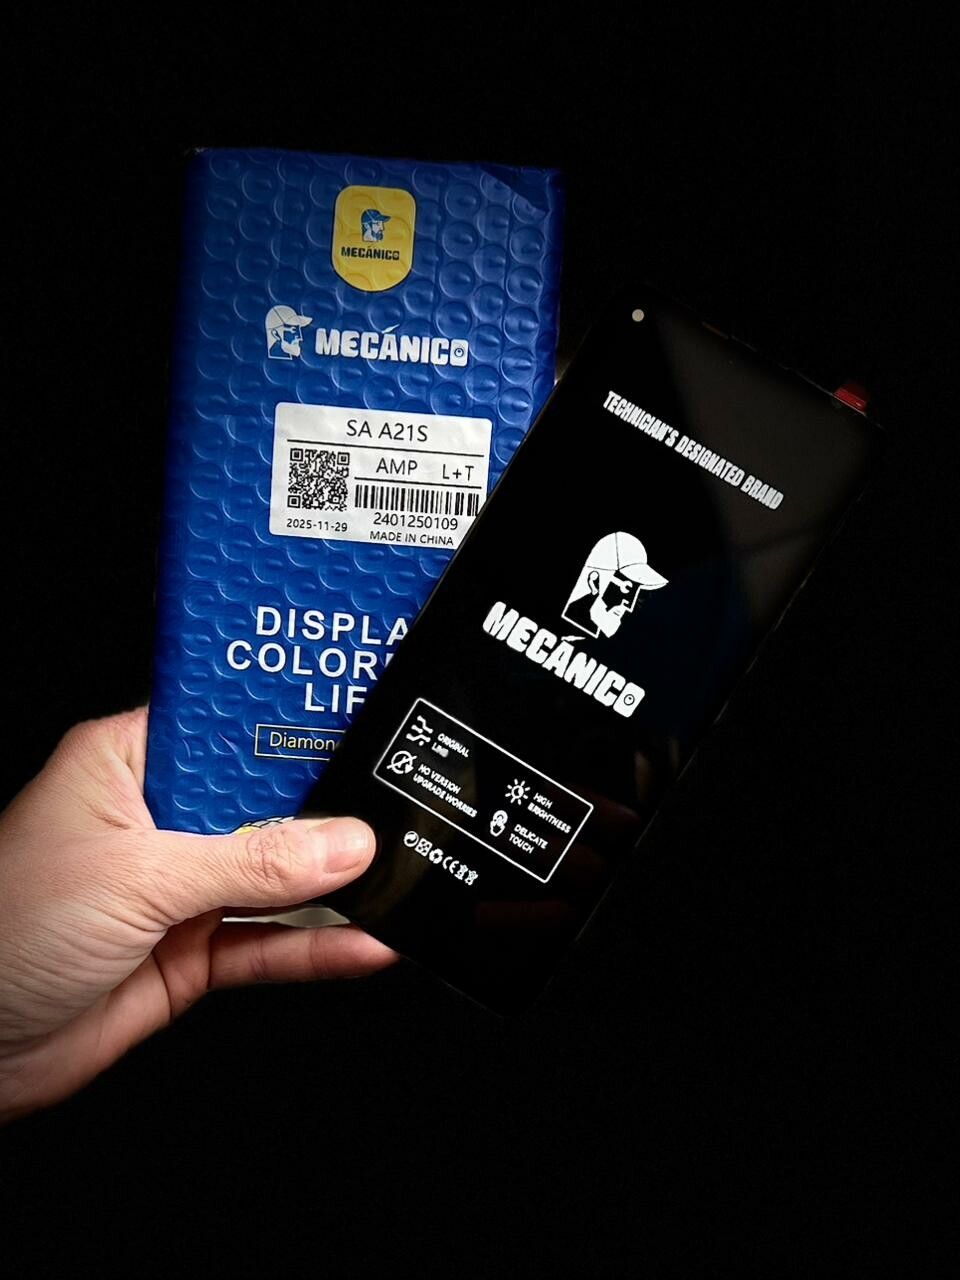 MECÁNICO
MECÁNICO
SA A21S
AMP L+T
2401250109
2025-11-29
MADE IN CHINA
DISPLA
COLOR
LIF
Diamon
TECHNICIAN'S DESIGNATED BRAND
MECÁNICO
ORIGINAL
LINE
NO VERSION
UPGRADE WORRIES
HIGH
BRIGHTNESS
DELICATE
TOUCH